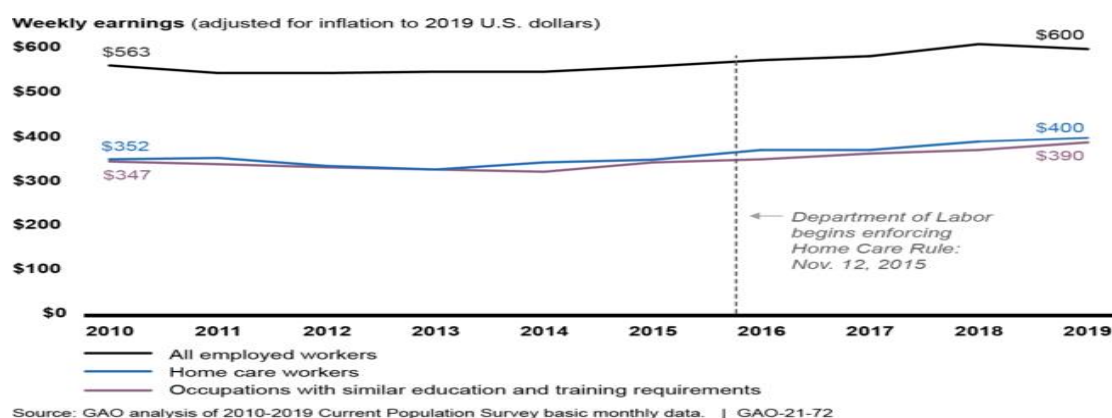 Weekly earnings (adjusted for inflation to 2019 U.S. dollars)
$600
$563
$600
$500
$400
$352
$400
$347
$390
$300
$200
Department of Labor
begins enforcing
Home Care Rule:
Nov. 12, 2015
$100
$0
2010 2011 2012 2013 2014 2015 2016 2017 2018 2019
All employed workers
Home care workers
Occupations with similar education and training requirements
Source: GAO analysis of 2010-2019 Current Population Survey basic monthly data. | GAO-21-72